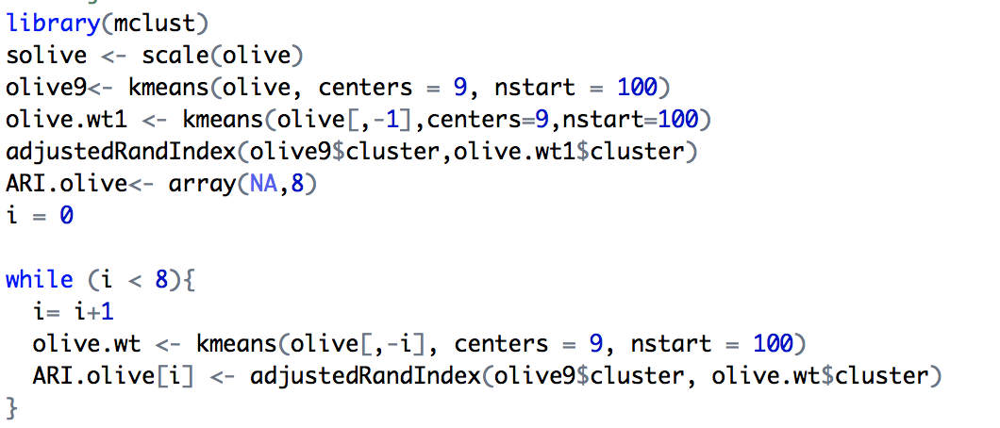 library(mclust)
solive <- scale(olive)
olive9<- kmeans(olive, centers = 9, nstart = 100)
olive.wt1 <- kmeans(olive[,-1],centers=9,nstart=100)
adjustedRandIndex(olive9$cluster,olive.wt1$cluster)
ARI.olive<- array(NA,8)
i = 0
while (i < 8){
  i= i+1
  olive.wt <- kmeans(olive[,-i], centers = 9, nstart = 100)
  ARI.olive[i] <- adjustedRandIndex(olive9$cluster, olive.wt$cluster)
}